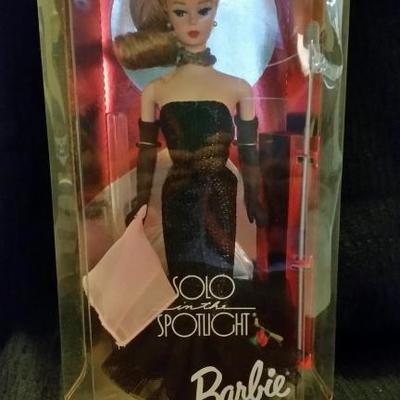 SOLO
in the
SPOTLIGHT
Barbie